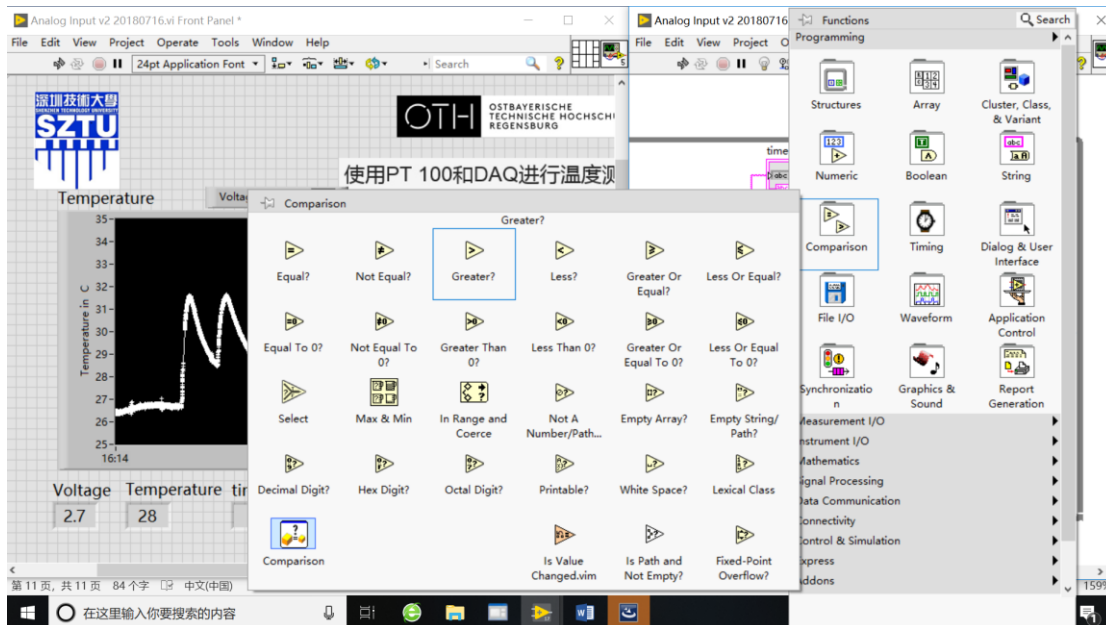 Analog Input v2 20180716.vi Front Panel *
File Edit View Project Operate Tools Window Help
24pt Application Font
Search
深圳技術大學
SHENZHEN TECHNOLOGY UNIVERSITY
SZTU
OTH
OSTBAYERISCHE
TECHNISCHE HOCHSCHU
REGENSBURG
使用PT 100和DAQ进行温度测
Temperature
Temperature in C
35
34
33
32
31
30
29
28
27
26
25
16:14
Voltage Temperature tim
2.7 28
Comparison
Greater?
Equal? Not Equal? Greater? Less? Greater Or Equal? Less Or Equal?
Equal To 0? Not Equal To 0? Greater Than 0? Less Than 0? Greater Or Equal To 0? Less Or Equal To 0?
Select Max & Min In Range and Coerce Not A Number/Path... Empty Array? Empty String/ Path?
Decimal Digit? Hex Digit? Octal Digit? Printable? White Space? Lexical Class
Comparison Is Value Changed.vim Is Path and Not Empty? Fixed-Point Overflow?
Analog Input v2 20180716
File Edit View Project
time
Functions
Search
Programming
Structures Array Cluster, Class, & Variant
Numeric Boolean String
Comparison Timing Dialog & User Interface
File I/O Waveform Application Control
Synchronization Graphics & Sound Report Generation
Measurement I/O
Instrument I/O
Mathematics
Signal Processing
Data Communication
Connectivity
Control & Simulation
Express
Addons
第 11 页, 共 11 页 84 个字 中文(中国)
159%
在这里输入你要搜索的内容